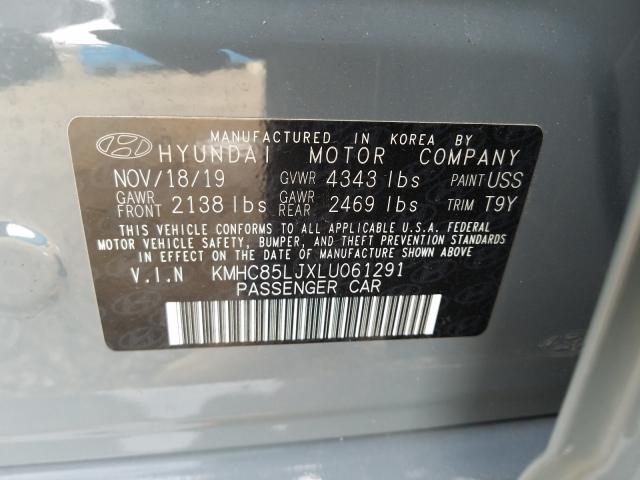 MANUFACTURED IN KOREA BY
HYUNDAI MOTOR COMPANY
NOV/18/19 GVWR 4343 lbs PAINT USS
GAWR FRONT 2138 lbs GAWR REAR 2469 lbs TRIM T9Y
THIS VEHICLE CONFORMS TO ALL APPLICABLE U.S.A. FEDERAL
MOTOR VEHICLE SAFETY, BUMPER, AND THEFT PREVENTION STANDARDS
IN EFFECT ON THE DATE OF MANUFACTURE SHOWN ABOVE.
V.I.N KMHC85LJXLU061291
PASSENGER CAR